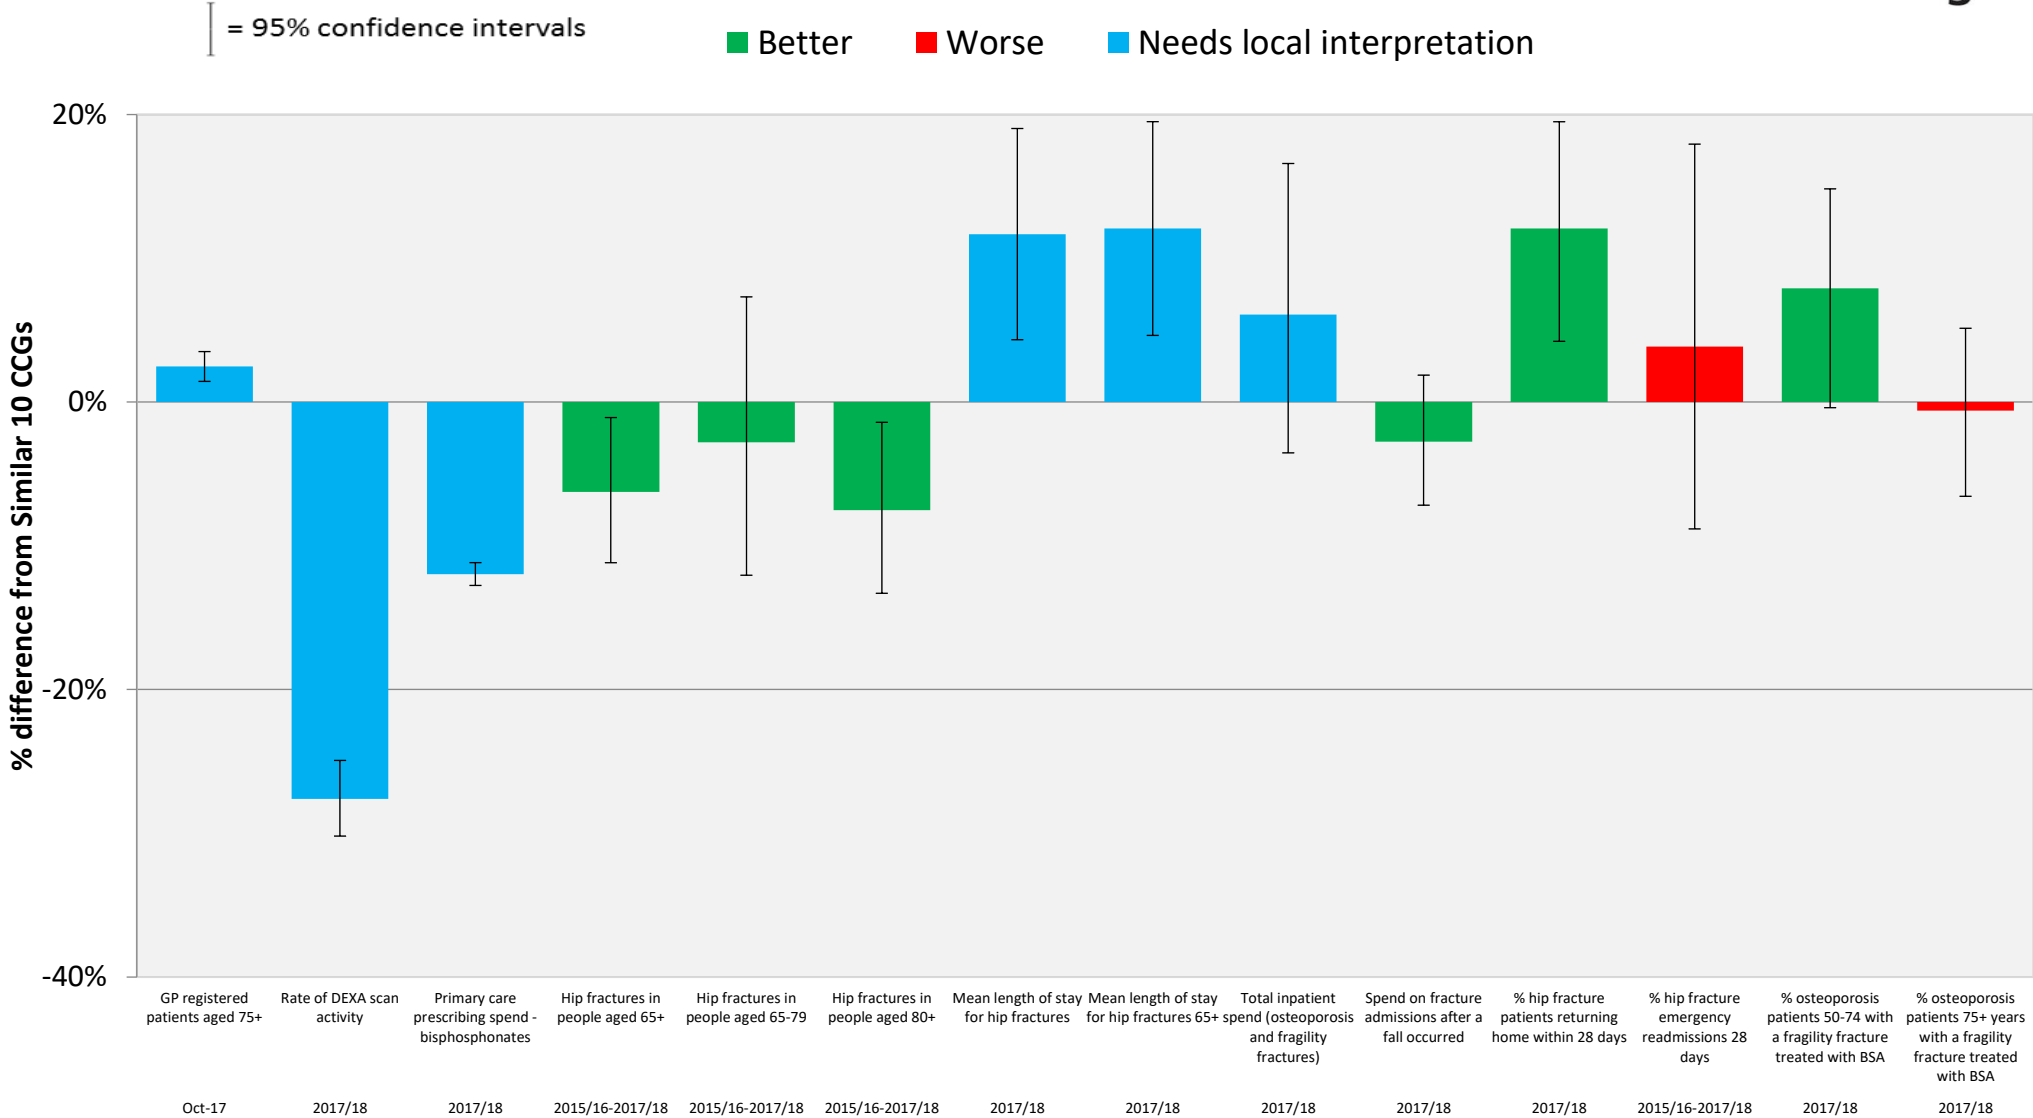 = 95% confidence intervals
Better
Worse
Needs local interpretation
% difference from Similar 10 CCGs
20%
0%
-20%
-40%
GP registered
patients aged 75+
Oct-17
Rate of DEXA scan
activity
2017/18
Primary care
prescribing spend -
bisphosphonates
2017/18
Hip fractures in
people aged 65+
2015/16-2017/18
Hip fractures in
people aged 65-79
2015/16-2017/18
Hip fractures in
people aged 80+
2015/16-2017/18
Mean length of stay
for hip fractures
2017/18
Mean length of stay
for hip fractures 65+
2017/18
Total inpatient
spend (osteoporosis
and fragility
fractures)
2017/18
Spend on fracture
admissions after a
fall occurred
2017/18
% hip fracture
patients returning
home within 28 days
2017/18
% hip fracture
emergency
readmissions 28
days
2015/16-2017/18
% osteoporosis
patients 50-74 with
a fragility fracture
treated with BSA
2017/18
% osteoporosis
patients 75+ years
with a fragility
fracture treated
with BSA
2017/18